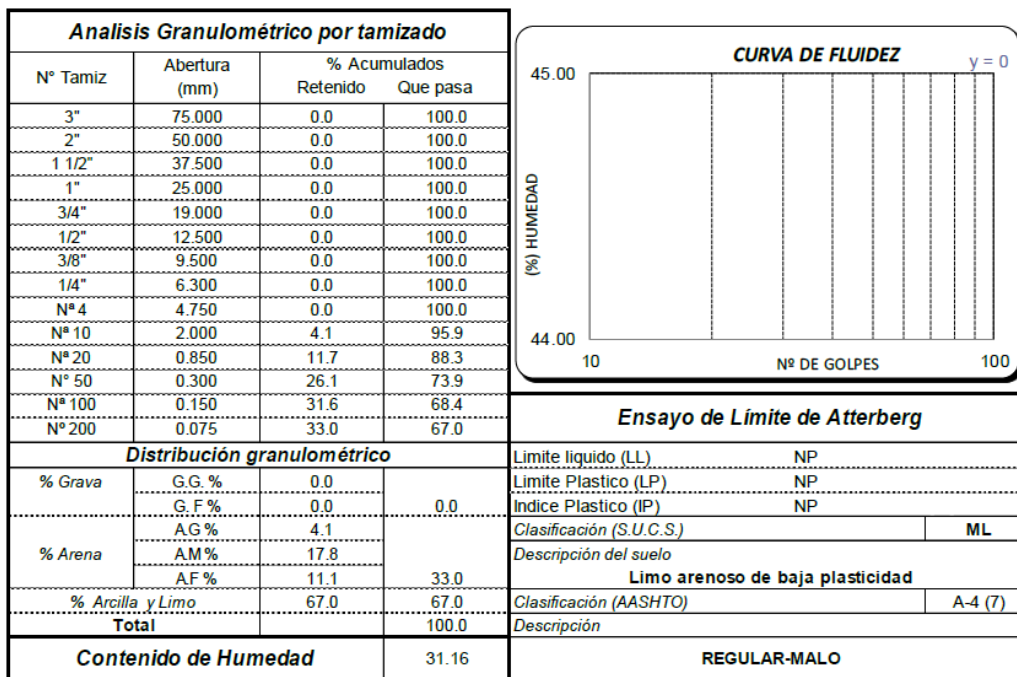 Analisis Granulométrico por tamizado
N° Tamiz Abertura (mm) % Acumulados
Retenido Que pasa
3" 75.000 0.0 100.0
2" 50.000 0.0 100.0
1 1/2" 37.500 0.0 100.0
1" 25.000 0.0 100.0
3/4" 19.000 0.0 100.0
1/2" 12.500 0.0 100.0
3/8" 9.500 0.0 100.0
1/4" 6.300 0.0 100.0
Nª 4 4.750 0.0 100.0
Nª 10 2.000 4.1 95.9
Nª 20 0.850 11.7 88.3
N° 50 0.300 26.1 73.9
Nª 100 0.150 31.6 68.4
Nº 200 0.075 33.0 67.0
Distribución granulométrico
% Grava G.G. % 0.0
G. F % 0.0 0.0
A.G % 4.1
% Arena A.M % 17.8
A.F % 11.1 33.0
% Arcilla y Limo 67.0 67.0
Total 100.0
Contenido de Humedad 31.16
CURVA DE FLUIDEZ
y = 0
45.00
(%) HUMEDAD
44.00
10 Nº DE GOLPES 100
Ensayo de Límite de Atterberg
Limite liquido (LL) NP
Limite Plastico (LP) NP
Indice Plastico (IP) NP
Clasificación (S.U.C.S.) ML
Descripción del suelo
Limo arenoso de baja plasticidad
Clasificación (AASHTO) A-4 (7)
Descripción
REGULAR-MALO